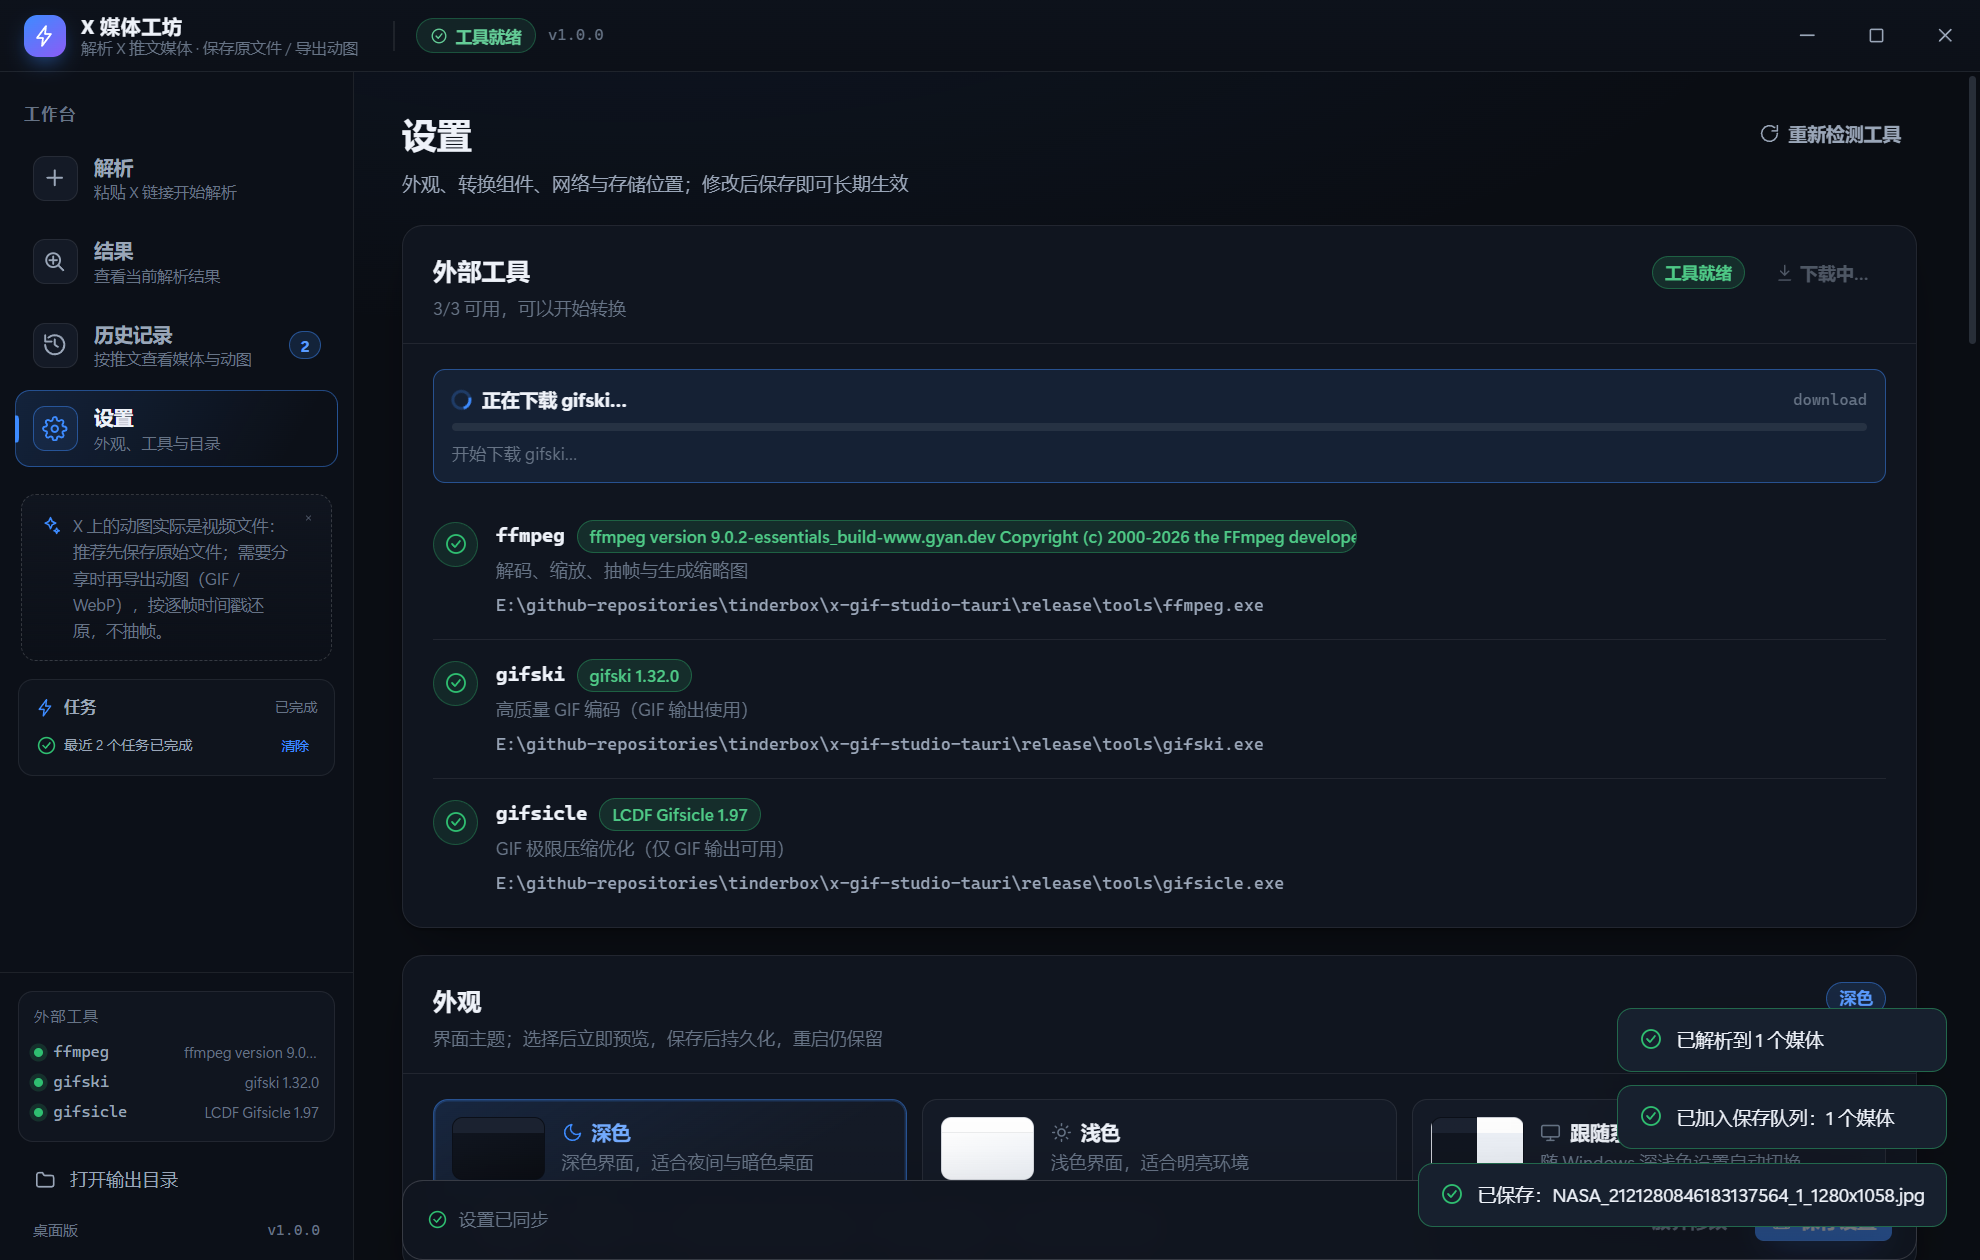 X 媒体工坊
解析 X 推文媒体 · 保存原文件 / 导出动图
工具就绪
v1.0.0
工作台
解析
粘贴 X 链接开始解析
结果
查看当前解析结果
历史记录
按推文查看媒体与动图
2
设置
外观、工具与目录
X 上的动图实际是视频文件：
推荐先保存原始文件；需要分
享时再导出动图（GIF /
WebP），按逐帧时间戳还
原，不抽帧。
×
任务
已完成
最近 2 个任务已完成
清除
外部工具
ffmpeg
ffmpeg version 9.0...
gifski
gifski 1.32.0
gifsicle
LCDF Gifsicle 1.97
打开输出目录
桌面版
v1.0.0
设置
外观、转换组件、网络与存储位置；修改后保存即可长期生效
重新检测工具
外部工具
3/3 可用，可以开始转换
工具就绪
下载中...
正在下载 gifski...
download
开始下载 gifski...
ffmpeg
ffmpeg version 9.0.2-essentials_build-www.gyan.dev Copyright (c) 2000-2026 the FFmpeg develope
解码、缩放、抽帧与生成缩略图
E:\github-repositories\tinderbox\x-gif-studio-tauri\release\tools\ffmpeg.exe
gifski
gifski 1.32.0
高质量 GIF 编码（GIF 输出使用）
E:\github-repositories\tinderbox\x-gif-studio-tauri\release\tools\gifski.exe
gifsicle
LCDF Gifsicle 1.97
GIF 极限压缩优化（仅 GIF 输出可用）
E:\github-repositories\tinderbox\x-gif-studio-tauri\release\tools\gifsicle.exe
外观
界面主题；选择后立即预览，保存后持久化，重启仍保留
深色
深色
深色界面，适合夜间与暗色桌面
浅色
浅色界面，适合明亮环境
跟随系
随 Windows 深浅色设置自动切换
已解析到 1 个媒体
已加入保存队列：1 个媒体
已保存：NASA_2121280846183137564_1_1280x1058.jpg
设置已同步